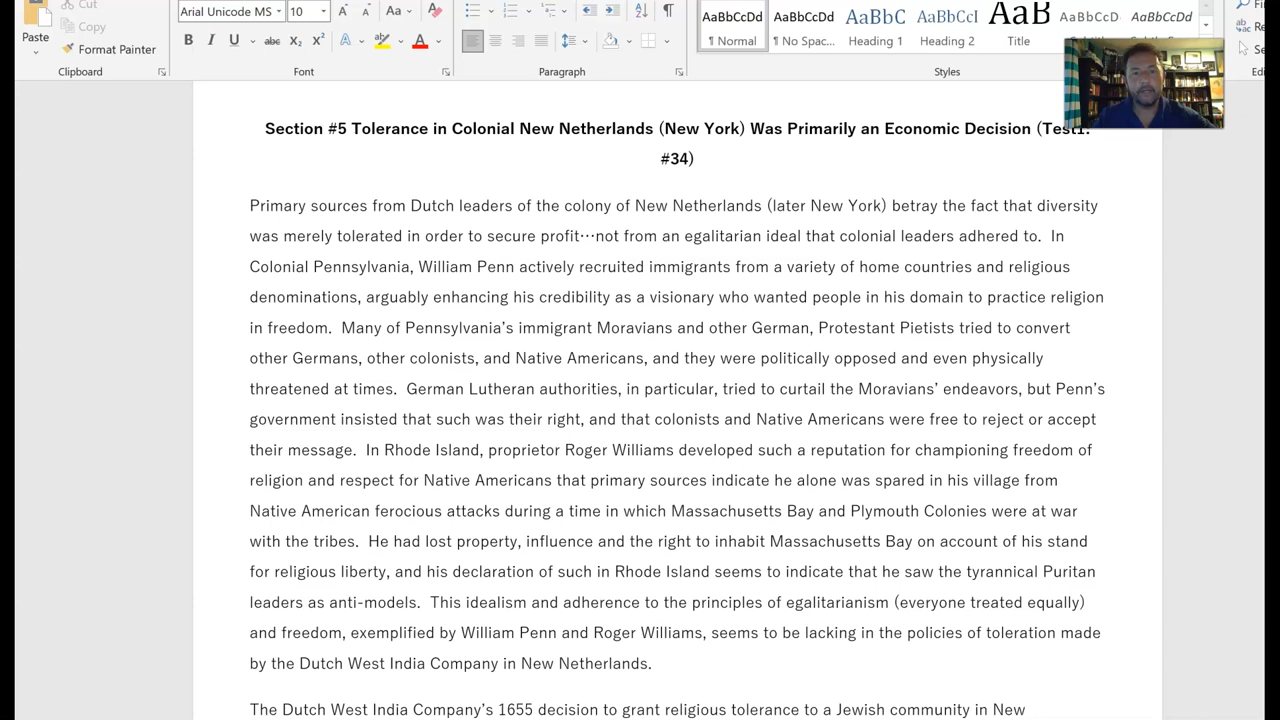 Cut
Copy
Paste
Format Painter
Clipboard
Arial Unicode MS
10
Aa
B I U abc X₂ X² A A
Font
Paragraph
AaBbCcDd AaBbCcDd AaBbC AaBbCcI AaB AaBbCcD AaBbCcDd
¶ Normal ¶ No Spac... Heading 1 Heading 2 Title
Styles
Section #5 Tolerance in Colonial New Netherlands (New York) Was Primarily an Economic Decision (Test1:
#34)
Primary sources from Dutch leaders of the colony of New Netherlands (later New York) betray the fact that diversity
was merely tolerated in order to secure profit…not from an egalitarian ideal that colonial leaders adhered to. In
Colonial Pennsylvania, William Penn actively recruited immigrants from a variety of home countries and religious
denominations, arguably enhancing his credibility as a visionary who wanted people in his domain to practice religion
in freedom. Many of Pennsylvania's immigrant Moravians and other German, Protestant Pietists tried to convert
other Germans, other colonists, and Native Americans, and they were politically opposed and even physically
threatened at times. German Lutheran authorities, in particular, tried to curtail the Moravians' endeavors, but Penn's
government insisted that such was their right, and that colonists and Native Americans were free to reject or accept
their message. In Rhode Island, proprietor Roger Williams developed such a reputation for championing freedom of
religion and respect for Native Americans that primary sources indicate he alone was spared in his village from
Native American ferocious attacks during a time in which Massachusetts Bay and Plymouth Colonies were at war
with the tribes. He had lost property, influence and the right to inhabit Massachusetts Bay on account of his stand
for religious liberty, and his declaration of such in Rhode Island seems to indicate that he saw the tyrannical Puritan
leaders as anti-models. This idealism and adherence to the principles of egalitarianism (everyone treated equally)
and freedom, exemplified by William Penn and Roger Williams, seems to be lacking in the policies of toleration made
by the Dutch West India Company in New Netherlands.
The Dutch West India Company's 1655 decision to grant religious tolerance to a Jewish community in New